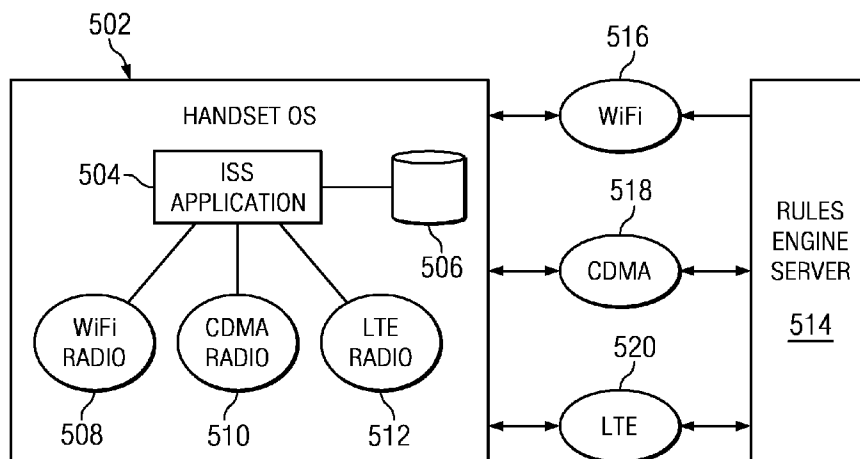 502
516
HANDSET OS
WiFi
504
ISS
APPLICATION
518
506
RULES
ENGINE
SERVER
CDMA
WiFi
RADIO
CDMA
RADIO
LTE
RADIO
514
520
508
510
512
LTE